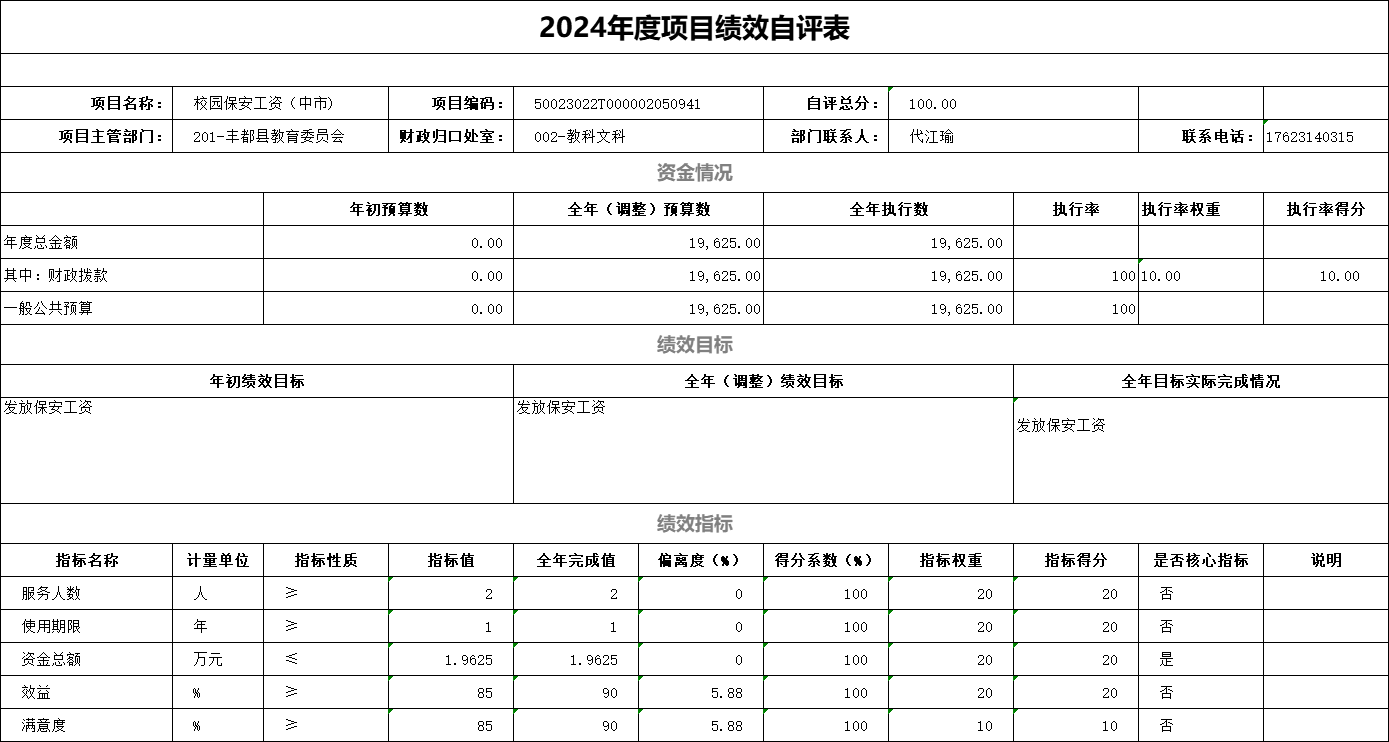 2024年度项目绩效自评表
项目名称： 校园保安工资（中市） 项目编码： 50023022T000002050941 自评总分： 100.00
项目主管部门： 201-丰都县教育委员会 财政归口处室： 002-教科文科 部门联系人： 代江瑜 联系电话： 17623140315
资金情况
年初预算数 全年（调整）预算数 全年执行数 执行率 执行率权重 执行率得分
年度总金额 0.00 19,625.00 19,625.00
其中：财政拨款 0.00 19,625.00 19,625.00 100 10.00 10.00
一般公共预算 0.00 19,625.00 19,625.00 100
绩效目标
年初绩效目标 全年（调整）绩效目标 全年目标实际完成情况
发放保安工资 发放保安工资 发放保安工资
绩效指标
指标名称 计量单位 指标性质 指标值 全年完成值 偏离度（%） 得分系数（%） 指标权重 指标得分 是否核心指标 说明
服务人数 人 ≥ 2 2 0 100 20 20 否
使用期限 年 ≥ 1 1 0 100 20 20 否
资金总额 万元 ≤ 1.9625 1.9625 0 100 20 20 是
效益 % ≥ 85 90 5.88 100 20 20 否
满意度 % ≥ 85 90 5.88 100 10 10 否